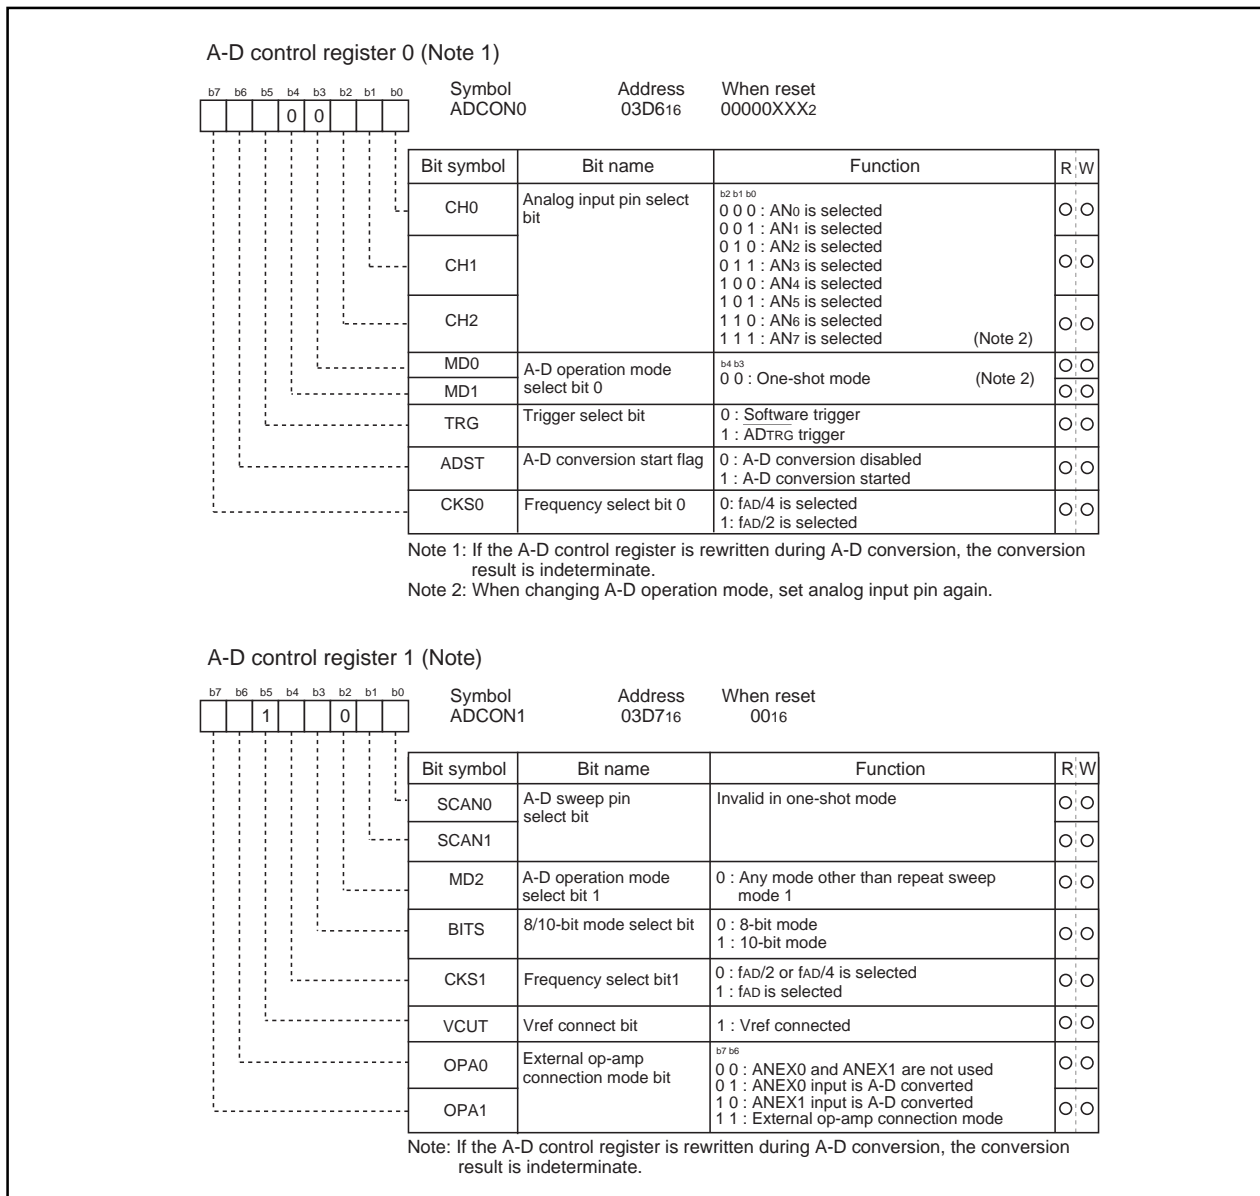 A-D control register 0 (Note 1)
b7 b6 b5 b4 b3 b2 b1 b0
0 0
Symbol Address When reset
ADCON0 03D616 00000XXX2
Bit symbol Bit name Function R W
CH0 Analog input pin select bit
b2 b1 b0
0 0 0 : AN0 is selected
0 0 1 : AN1 is selected
0 1 0 : AN2 is selected
CH1
0 1 1 : AN3 is selected
1 0 0 : AN4 is selected
1 0 1 : AN5 is selected
CH2
1 1 0 : AN6 is selected
1 1 1 : AN7 is selected (Note 2)
MD0
MD1
A-D operation mode
select bit 0
b4 b3
0 0 : One-shot mode (Note 2)
TRG Trigger select bit 0 : Software trigger
1 : ADTRG trigger
ADST A-D conversion start flag 0 : A-D conversion disabled
1 : A-D conversion started
CKS0 Frequency select bit 0 0: fAD/4 is selected
1: fAD/2 is selected
Note 1: If the A-D control register is rewritten during A-D conversion, the conversion
result is indeterminate.
Note 2: When changing A-D operation mode, set analog input pin again.
A-D control register 1 (Note)
b7 b6 b5 b4 b3 b2 b1 b0
1 0
Symbol Address When reset
ADCON1 03D716 0016
Bit symbol Bit name Function R W
SCAN0 A-D sweep pin
select bit
Invalid in one-shot mode
SCAN1
MD2 A-D operation mode
select bit 1
0 : Any mode other than repeat sweep
mode 1
BITS 8/10-bit mode select bit 0 : 8-bit mode
1 : 10-bit mode
CKS1 Frequency select bit1 0 : fAD/2 or fAD/4 is selected
1 : fAD is selected
VCUT Vref connect bit 1 : Vref connected
OPA0 External op-amp
connection mode bit
b7 b6
0 0 : ANEX0 and ANEX1 are not used
0 1 : ANEX0 input is A-D converted
OPA1
1 0 : ANEX1 input is A-D converted
1 1 : External op-amp connection mode
Note: If the A-D control register is rewritten during A-D conversion, the conversion
result is indeterminate.